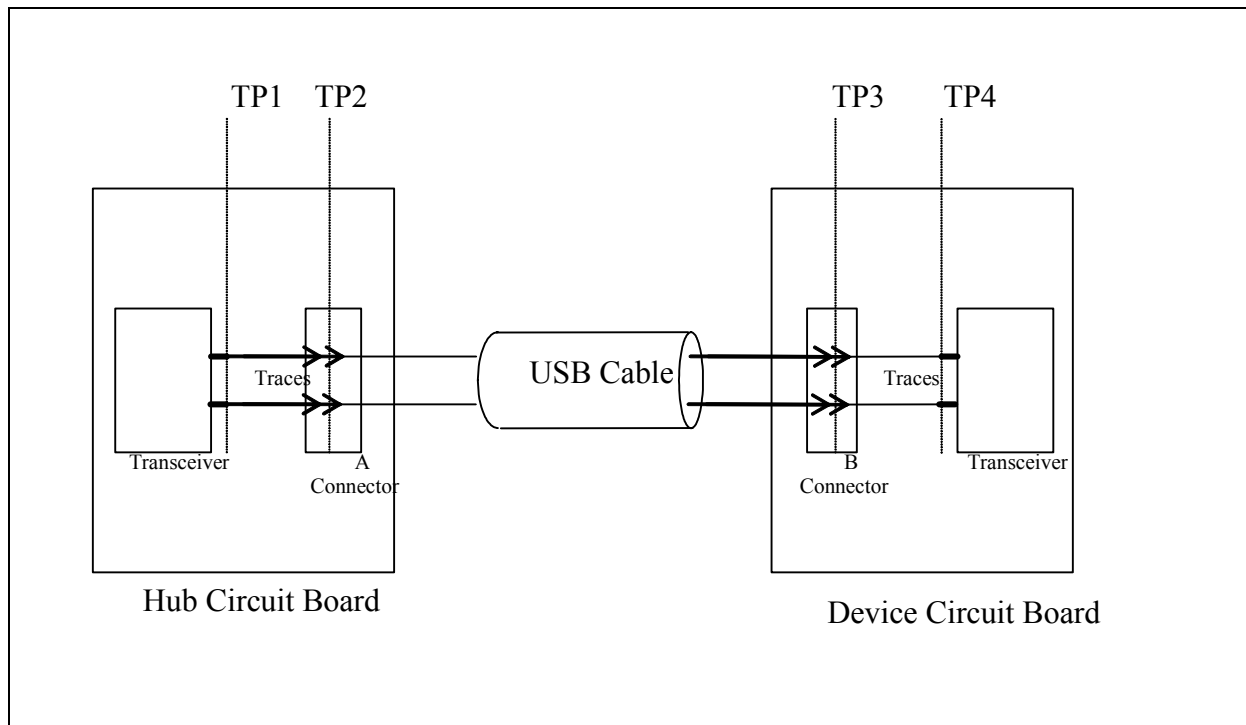 TP1 TP2 TP3 TP4
USB Cable
Traces Traces
Transceiver A B Transceiver
Connector Connector
Hub Circuit Board
Device Circuit Board